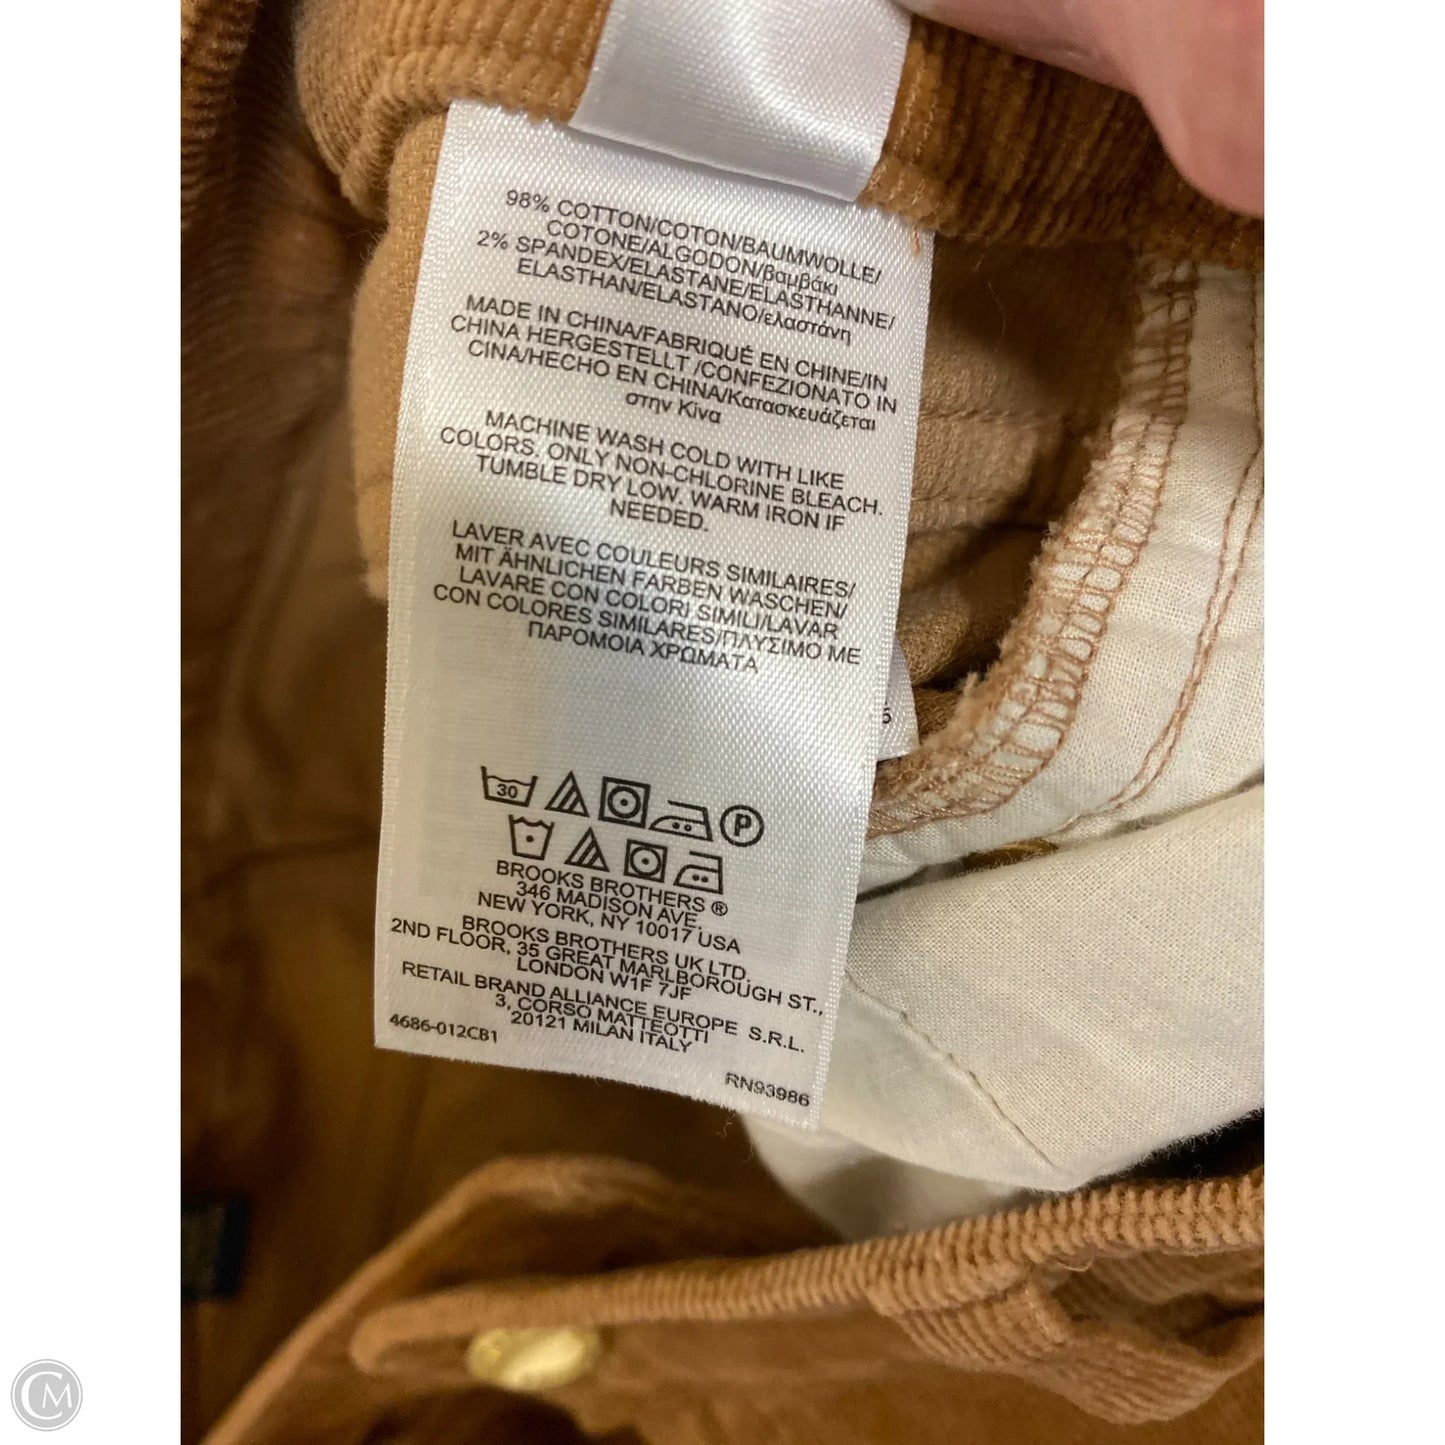 98% COTTON/COTON/BAUMWOLLE/
COTONE/ALGODON/βαμβάκι
2% SPANDEX/ELASTANE/ELASTHANNE/
ELASTHAN/ELASTANO/ελαστάνη
MADE IN CHINA/FABRIQUÉ EN CHINE/IN
CHINA HERGESTELLT /CONFEZIONATO IN
CINA/HECHO EN CHINA/Κατασκευάζεται
στην Κίνα
MACHINE WASH COLD WITH LIKE
COLORS. ONLY NON-CHLORINE BLEACH.
TUMBLE DRY LOW. WARM IRON IF
NEEDED.
LAVER AVEC COULEURS SIMILAIRES/
MIT ÄHNLICHEN FARBEN WASCHEN/
LAVARE CON COLORI SIMILI/LAVAR
CON COLORES SIMILARES/ΠΛΥΣΙΜΟ ΜΕ
ΠΑΡΟΜΟΙΑ ΧΡΩΜΑΤΑ
6
30
P
BROOKS BROTHERS ®
346 MADISON AVE.
NEW YORK, NY 10017 USA
BROOKS BROTHERS UK LTD.
2ND FLOOR, 35 GREAT MARLBOROUGH ST.,
LONDON W1F 7JF
RETAIL BRAND ALLIANCE EUROPE S.R.L.
3, CORSO MATTEOTTI
20121 MILAN ITALY
4686-012CB1
RN93986
CM